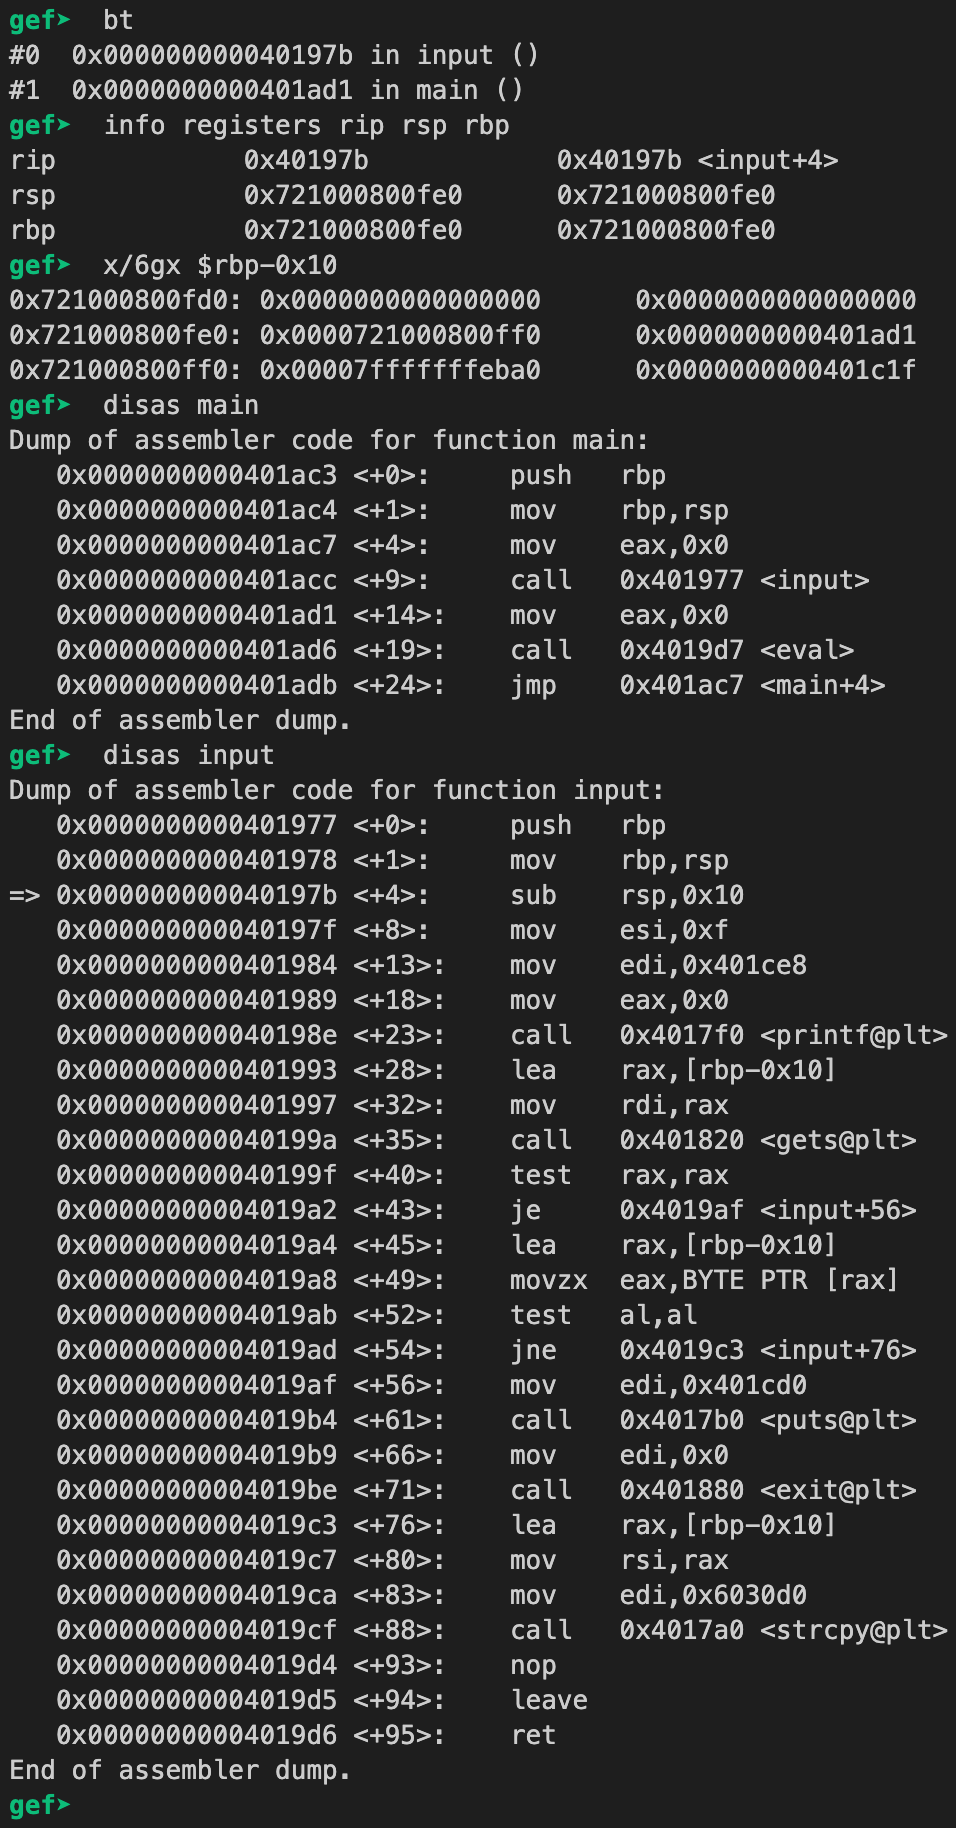 gef➤  bt
#0  0x000000000040197b in input ()
#1  0x0000000000401ad1 in main ()
gef➤  info registers rip rsp rbp
rip            0x40197b            0x40197b <input+4>
rsp            0x721000800fe0      0x721000800fe0
rbp            0x721000800fe0      0x721000800fe0
gef➤  x/6gx $rbp-0x10
0x721000800fd0: 0x0000000000000000      0x0000000000000000
0x721000800fe0: 0x0000721000800ff0      0x0000000000401ad1
0x721000800ff0: 0x00007fffffffeba0      0x0000000000401c1f
gef➤  disas main
Dump of assembler code for function main:
   0x0000000000401ac3 <+0>:     push   rbp
   0x0000000000401ac4 <+1>:     mov    rbp,rsp
   0x0000000000401ac7 <+4>:     mov    eax,0x0
   0x0000000000401acc <+9>:     call   0x401977 <input>
   0x0000000000401ad1 <+14>:    mov    eax,0x0
   0x0000000000401ad6 <+19>:    call   0x4019d7 <eval>
   0x0000000000401adb <+24>:    jmp    0x401ac7 <main+4>
End of assembler dump.
gef➤  disas input
Dump of assembler code for function input:
   0x0000000000401977 <+0>:     push   rbp
   0x0000000000401978 <+1>:     mov    rbp,rsp
=> 0x000000000040197b <+4>:     sub    rsp,0x10
   0x000000000040197f <+8>:     mov    esi,0xf
   0x0000000000401984 <+13>:    mov    edi,0x401ce8
   0x0000000000401989 <+18>:    mov    eax,0x0
   0x000000000040198e <+23>:    call   0x4017f0 <printf@plt>
   0x0000000000401993 <+28>:    lea    rax,[rbp-0x10]
   0x0000000000401997 <+32>:    mov    rdi,rax
   0x000000000040199a <+35>:    call   0x401820 <gets@plt>
   0x000000000040199f <+40>:    test   rax,rax
   0x00000000004019a2 <+43>:    je     0x4019af <input+56>
   0x00000000004019a4 <+45>:    lea    rax,[rbp-0x10]
   0x00000000004019a8 <+49>:    movzx  eax,BYTE PTR [rax]
   0x00000000004019ab <+52>:    test   al,al
   0x00000000004019ad <+54>:    jne    0x4019c3 <input+76>
   0x00000000004019af <+56>:    mov    edi,0x401cd0
   0x00000000004019b4 <+61>:    call   0x4017b0 <puts@plt>
   0x00000000004019b9 <+66>:    mov    edi,0x0
   0x00000000004019be <+71>:    call   0x401880 <exit@plt>
   0x00000000004019c3 <+76>:    lea    rax,[rbp-0x10]
   0x00000000004019c7 <+80>:    mov    rsi,rax
   0x00000000004019ca <+83>:    mov    edi,0x6030d0
   0x00000000004019cf <+88>:    call   0x4017a0 <strcpy@plt>
   0x00000000004019d4 <+93>:    nop
   0x00000000004019d5 <+94>:    leave
   0x00000000004019d6 <+95>:    ret
End of assembler dump.
gef➤